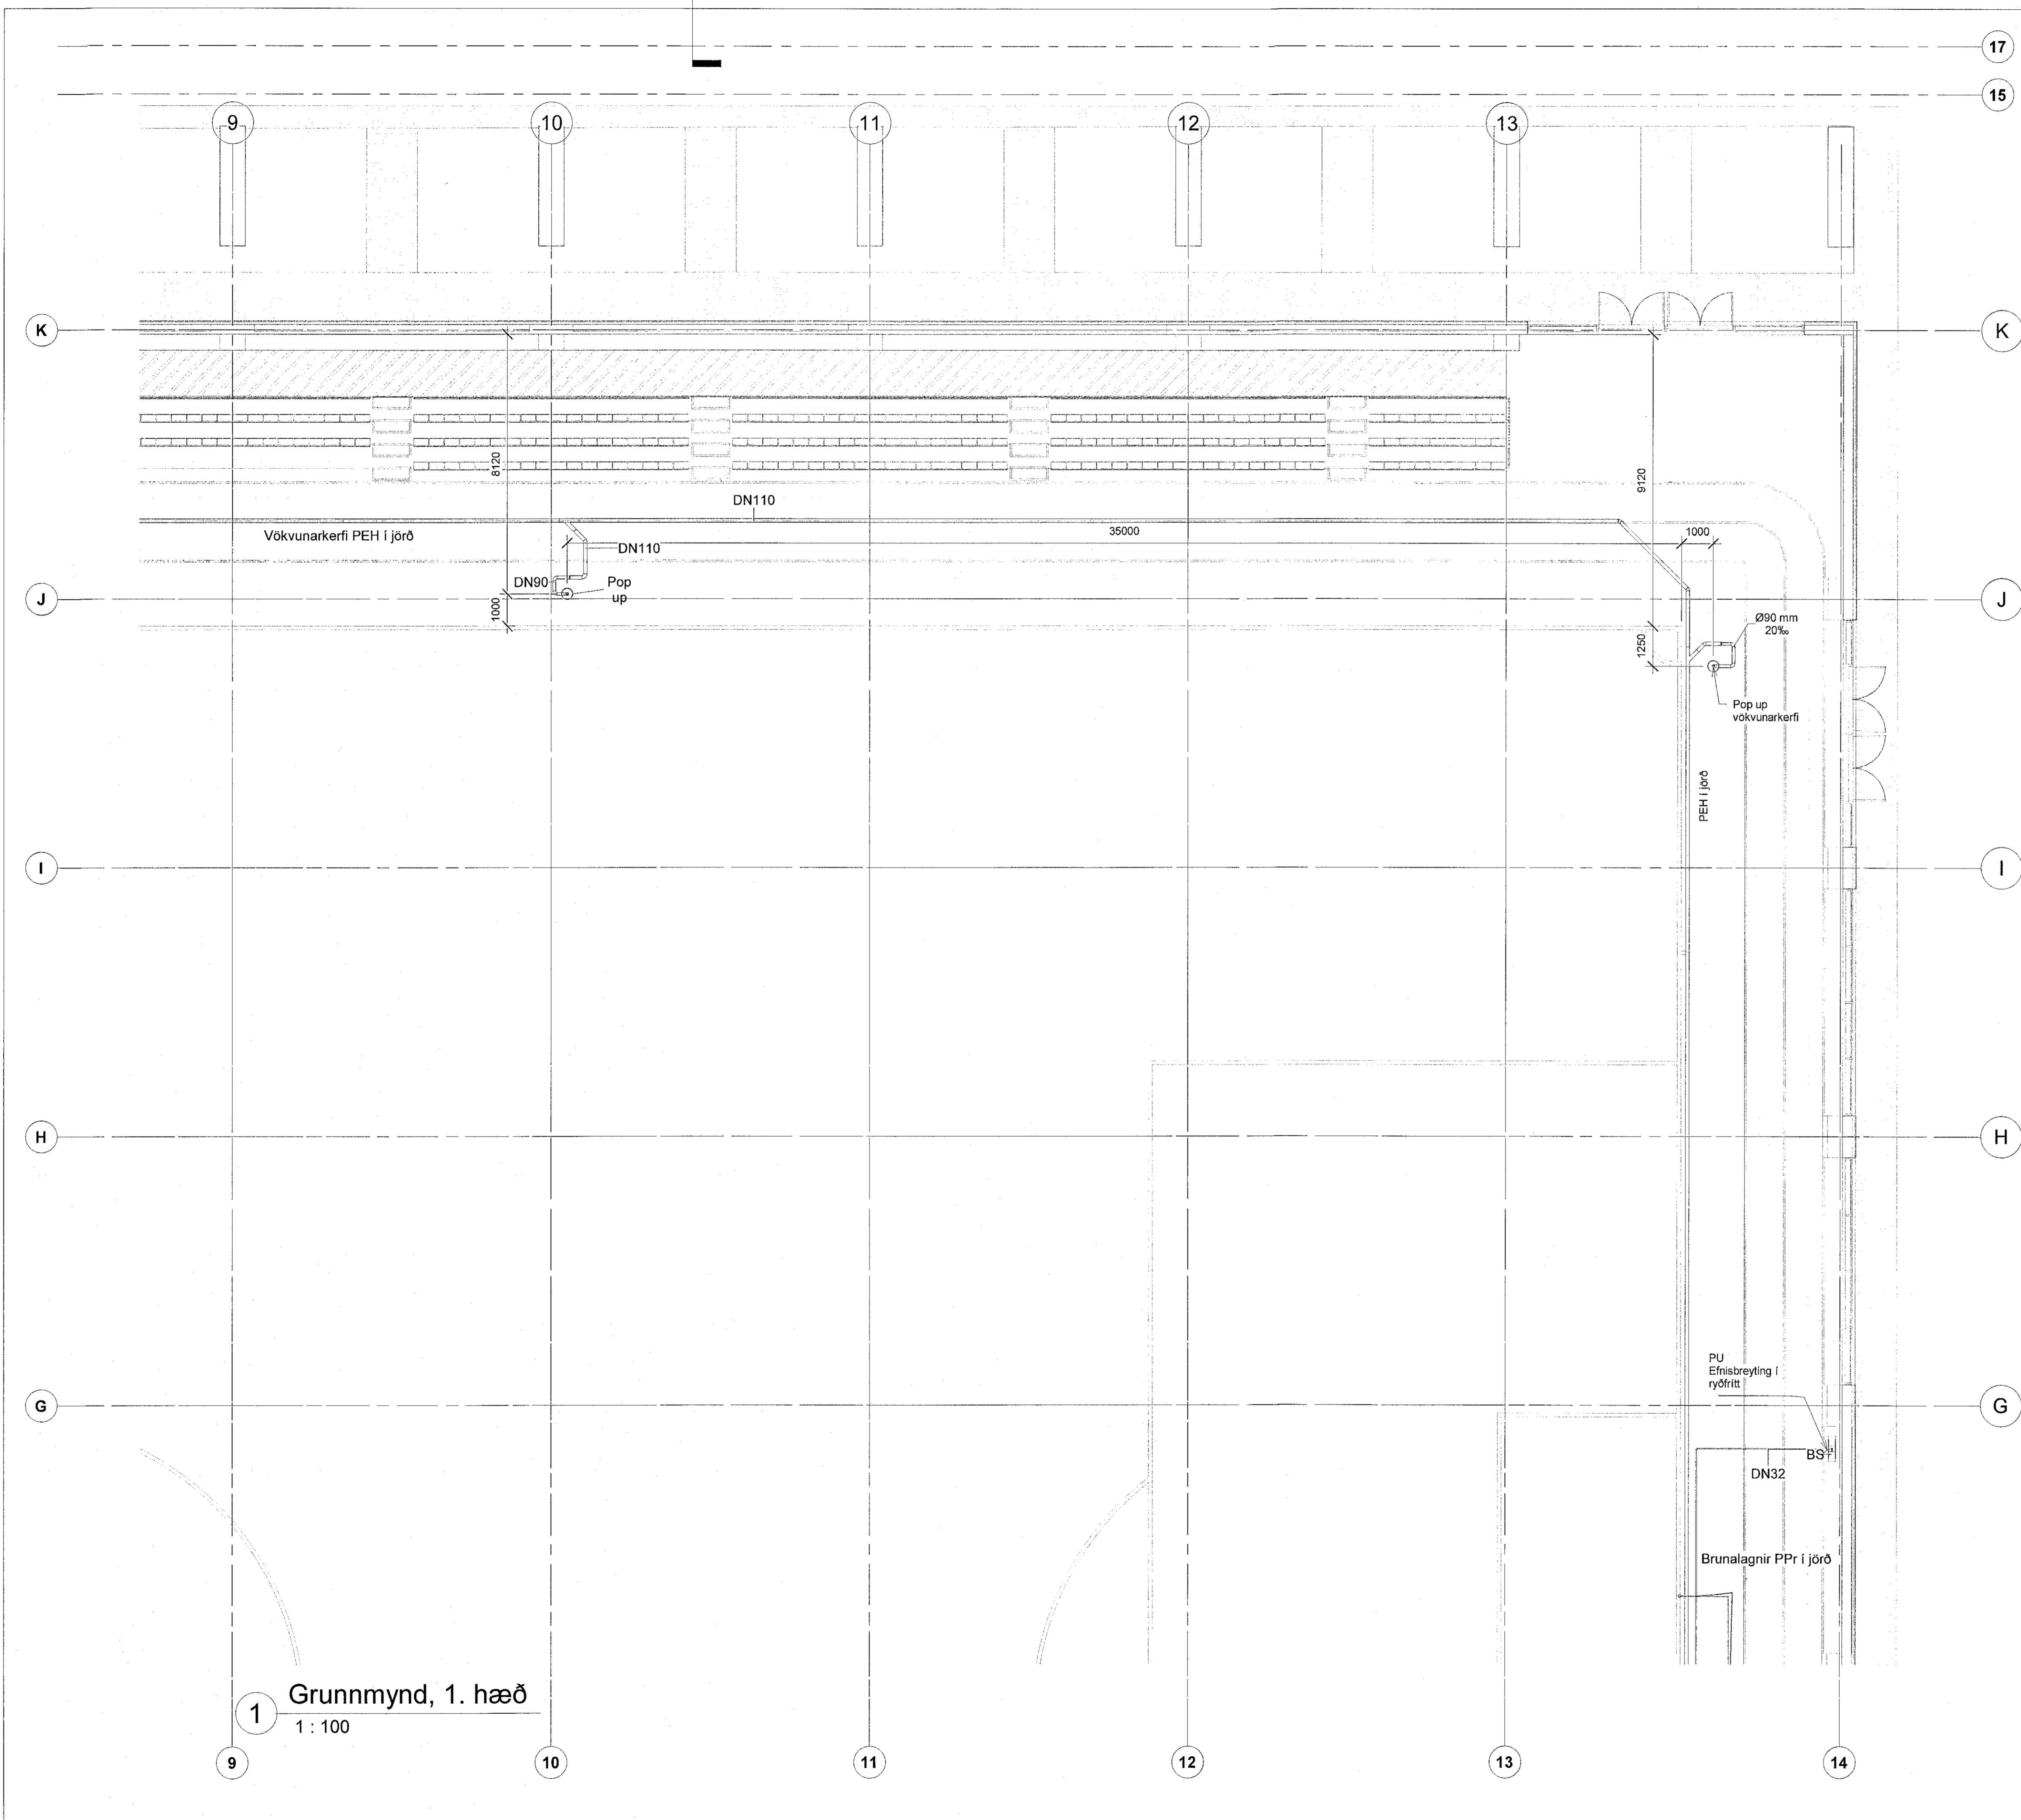 17
15
9
10
11
12
13
K
K
8120
9120
DN110
Vökvunarkerfi PEH í jörð
35000
1000
DN110
DN90
Pop
up
J
J
1000
Ø90 mm
20‰
1250
Pop up
vökvunarkerfi
PEH í jörð
I
I
H
H
PU
Efnisbreyting í
ryðfrítt
G
G
BS
DN32
Brunalagnir PPr í jörð
1
Grunnmynd, 1. hæð
1 : 100
9
10
11
12
13
14